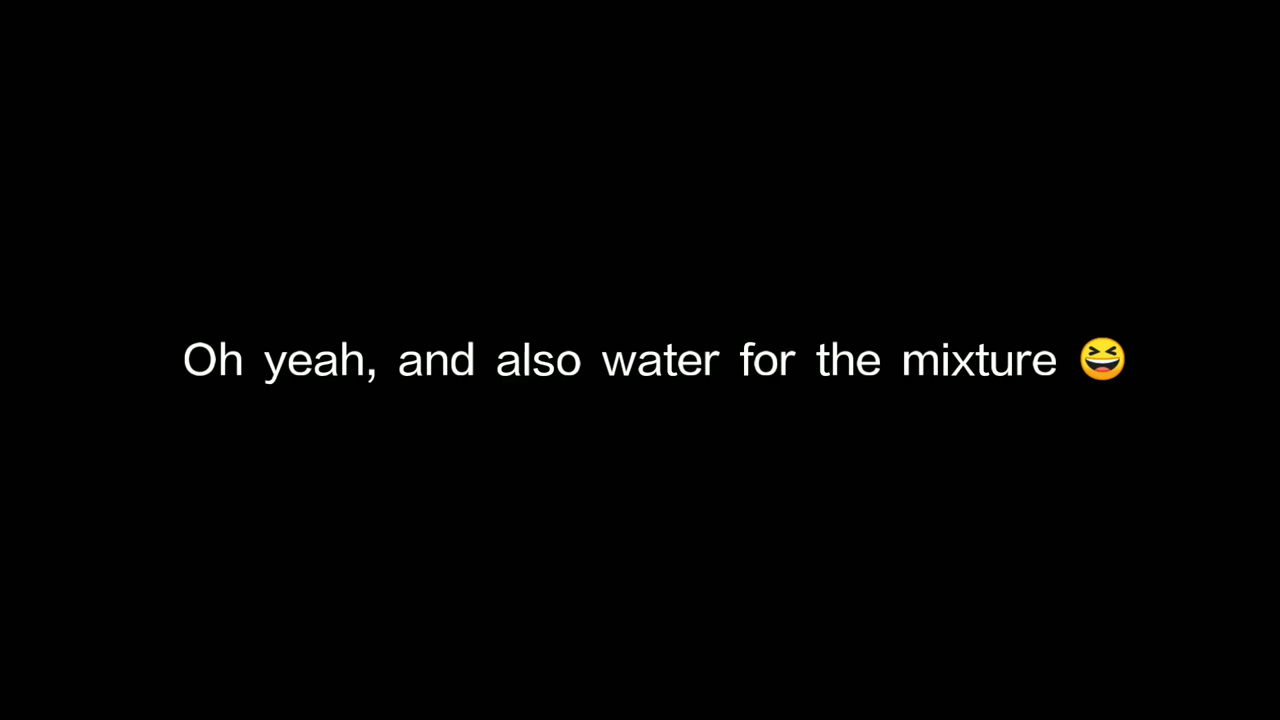 Oh yeah, and also water for the mixture 😆